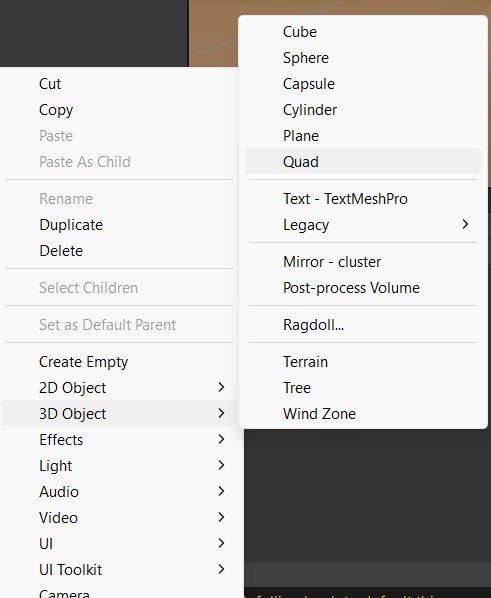 Cut
Copy
Paste
Paste As Child
Rename
Duplicate
Delete
Select Children
Set as Default Parent
Create Empty
2D Object
3D Object
Effects
Light
Audio
Video
UI
UI Toolkit
Camera
Cube
Sphere
Capsule
Cylinder
Plane
Quad
Text - TextMeshPro
Legacy
Mirror - cluster
Post-process Volume
Ragdoll...
Terrain
Tree
Wind Zone